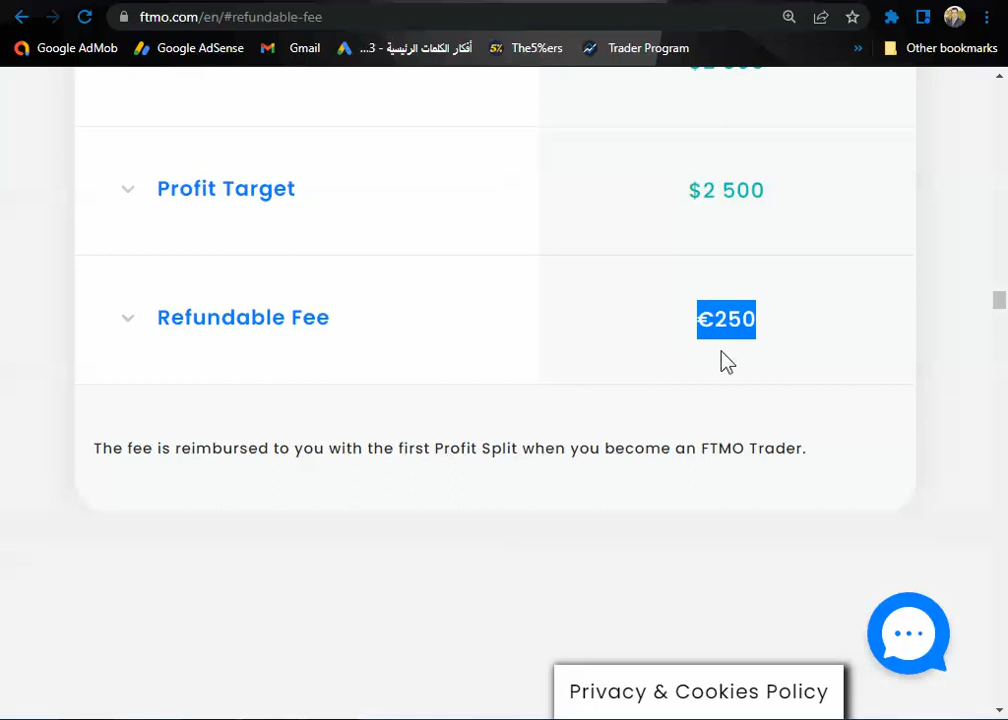 ftmo.com/en/#refundable-fee
Google AdMob
Google AdSense
Gmail
أفكار الكلمات الرئيسية - 3...
5%
The5%ers
Trader Program
»
Other bookmarks
Profit Target
$2 500
Refundable Fee
€250
The fee is reimbursed to you with the first Profit Split when you become an FTMO Trader.
Privacy & Cookies Policy